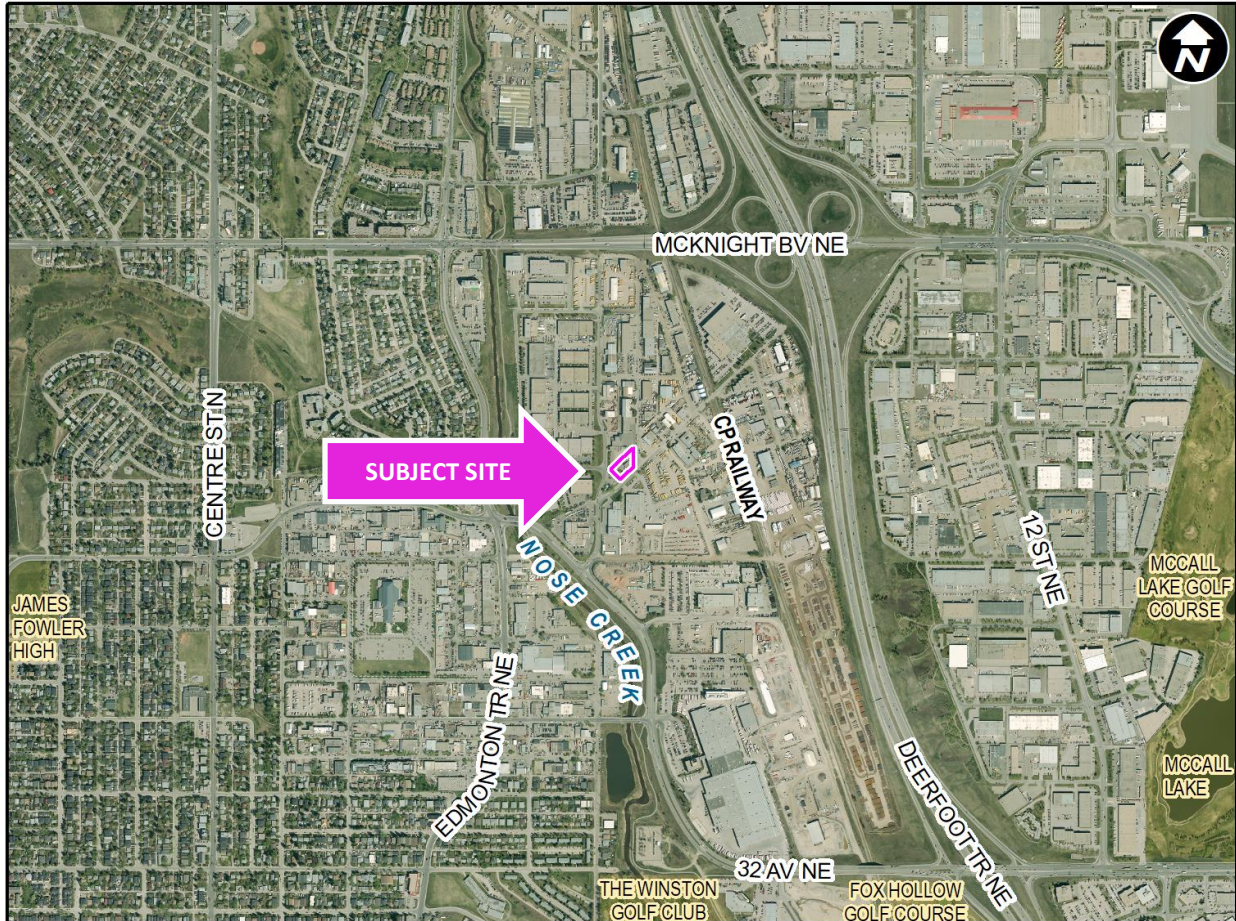 N
MCKNIGHT BV NE
CENTRE ST N
SUBJECT SITE
CP RAILWAY
12 ST NE
NOSE CREEK
MCCALL
LAKE GOLF
COURSE
JAMES
FOWLER
HIGH
EDMONTON TR NE
DEERFOOT TR NE
MCCALL
LAKE
32 AV NE
THE WINSTON
GOLF CLUB
FOX HOLLOW
GOLF COURSE